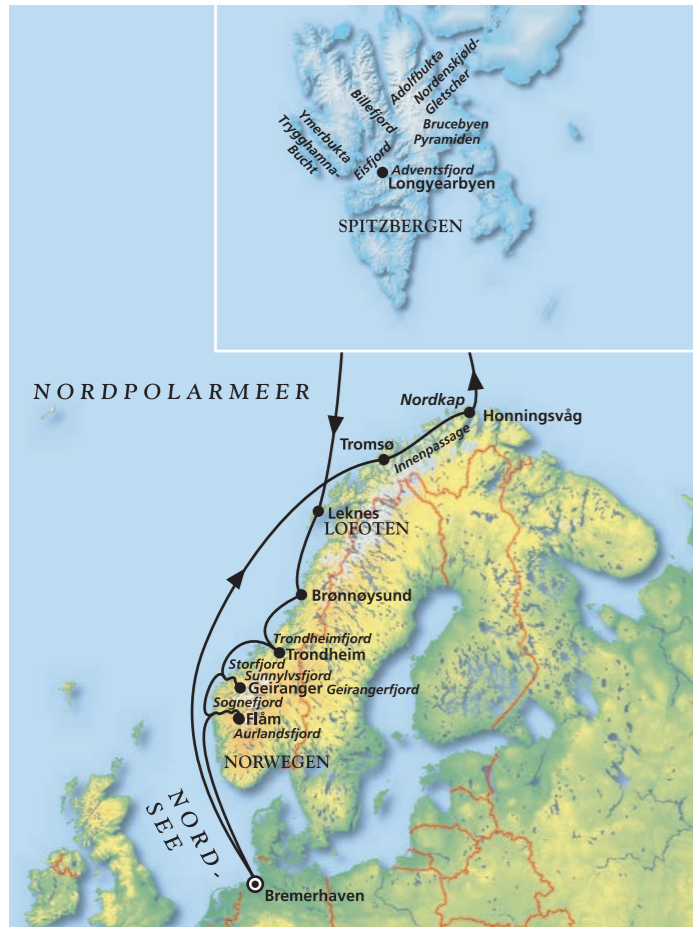 Adolfbukta
Nordenskjøld-
Gletscher
Billefjord
Brucebyen
Pyramiden
Ymerbukta
Trygghamna-
Bucht
Eisfjord
Adventsfjord
Longyearbyen
SPITZBERGEN
NORDPOLARMEER
Nordkap
Honningsvåg
Tromsø
Innenpassage
Leknes
LOFOTEN
Brønnøysund
Trondheimfjord
Trondheim
Storfjord
Sunnylvsfjord
Geiranger Geirangerfjord
Sognefjord
Flåm
Aurlandsfjord
NORWEGEN
NORD-
SEE
Bremerhaven